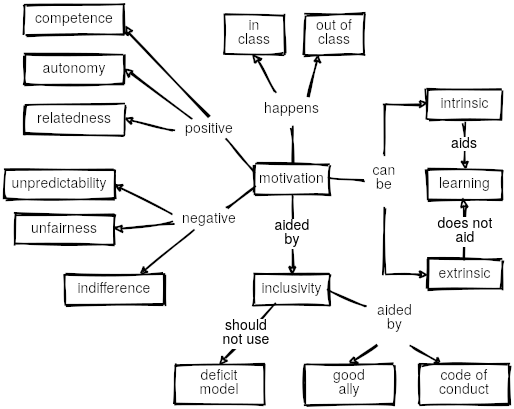 competence
in
class
out of
class
autonomy
happens
intrinsic
relatedness
positive
aids
can
be
motivation
unpredictability
learning
negative
unfairness
aided
by
does not
aid
extrinsic
indifference
inclusivity
should
not use
aided
by
deficit
model
good
ally
code of
conduct